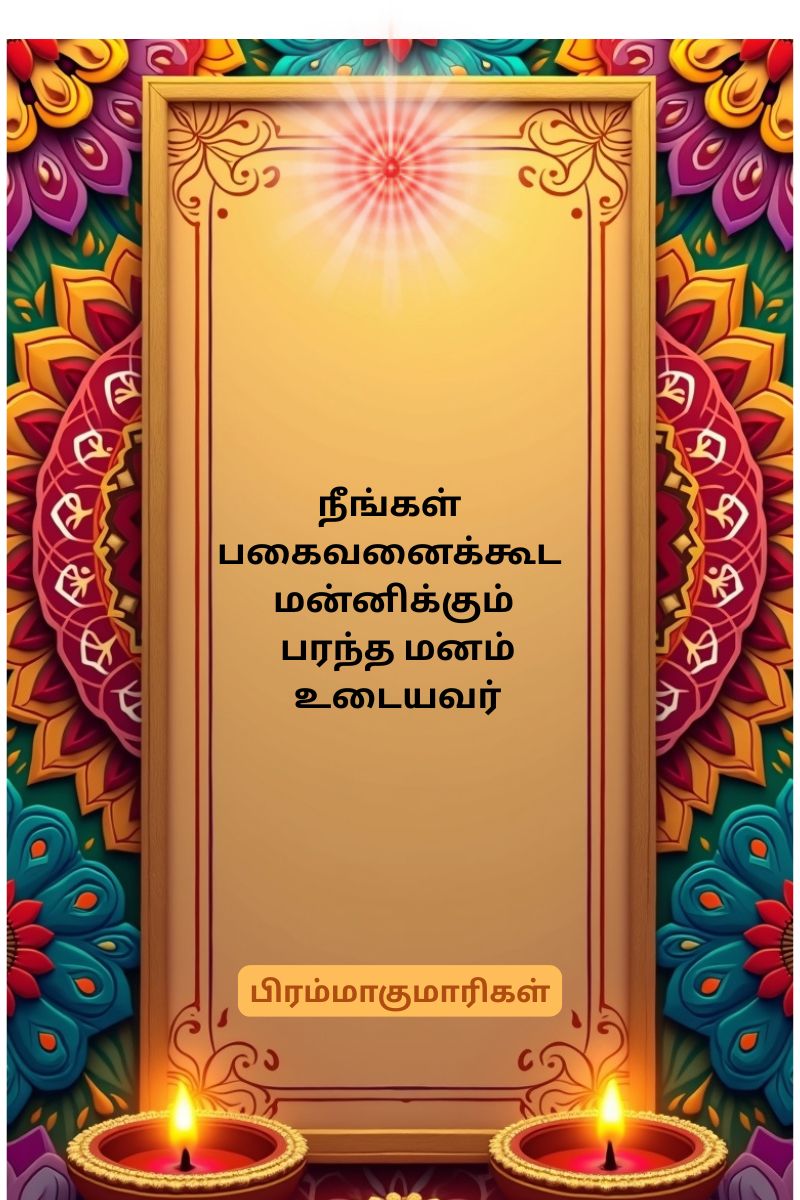 நீங்கள்
பகைவனைக்கூட
மன்னிக்கும்
பரந்த மனம்
உடையவர்
பிரம்மாகுமாரிகள்